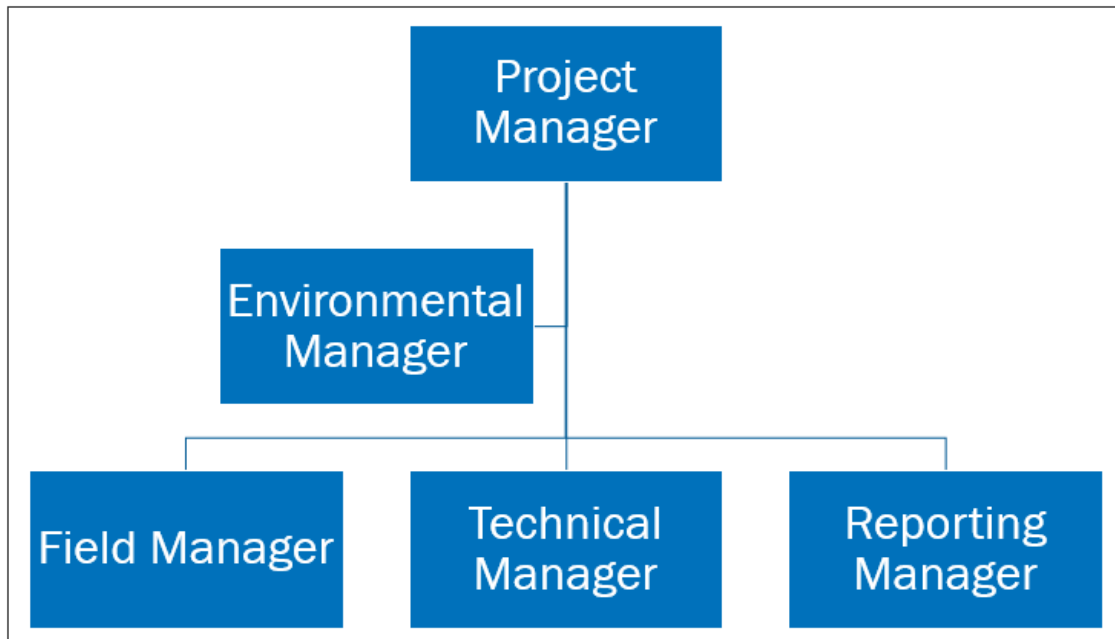 Project
Manager
Environmental
Manager
Field Manager
Technical
Manager
Reporting
Manager